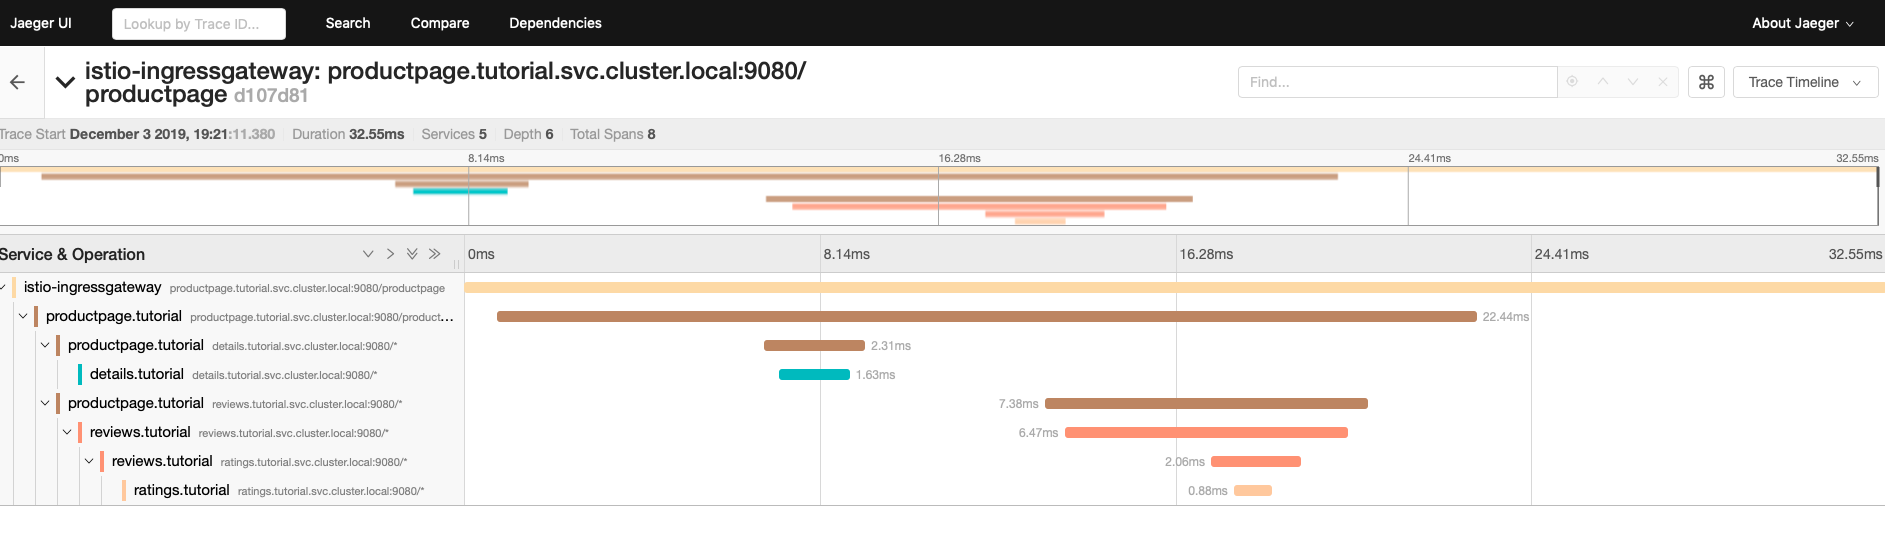 Jaeger UI Lookup by Trace ID... Search Compare Dependencies About Jaeger
istio-ingressgateway: productpage.tutorial.svc.cluster.local:9080/
productpage d107d81
Find... Trace Timeline
Trace Start December 3 2019, 19:21:11.380 Duration 32.55ms Services 5 Depth 6 Total Spans 8
0ms 8.14ms 16.28ms 24.41ms 32.55ms
Service & Operation 0ms 8.14ms 16.28ms 24.41ms 32.55ms
istio-ingressgateway productpage.tutorial.svc.cluster.local:9080/productpage
productpage.tutorial productpage.tutorial.svc.cluster.local:9080/product... 22.44ms
productpage.tutorial details.tutorial.svc.cluster.local:9080/* 2.31ms
details.tutorial details.tutorial.svc.cluster.local:9080/* 1.63ms
productpage.tutorial reviews.tutorial.svc.cluster.local:9080/* 7.38ms
reviews.tutorial reviews.tutorial.svc.cluster.local:9080/* 6.47ms
reviews.tutorial ratings.tutorial.svc.cluster.local:9080/* 2.06ms
ratings.tutorial ratings.tutorial.svc.cluster.local:9080/* 0.88ms